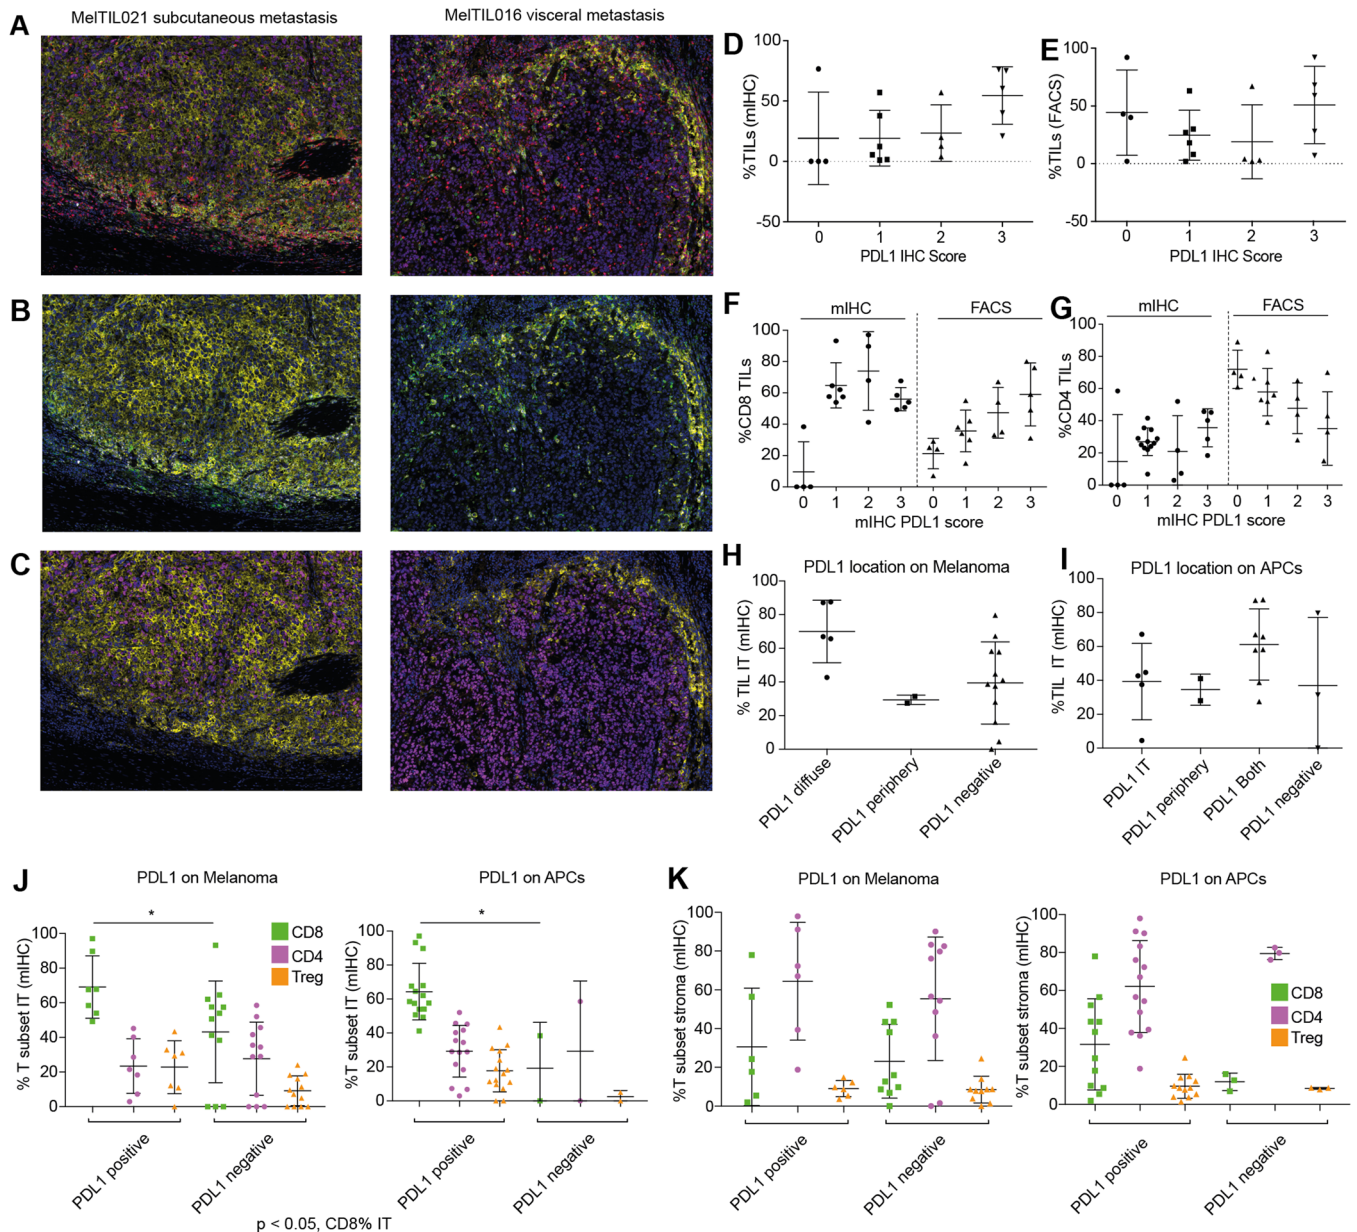 MelTIL021 subcutaneous metastasis
MelTIL016 visceral metastasis
A
B
C
D
%TILs (mIHC)
100
50
0
-50
0 1 2 3
PDL1 IHC Score
E
%TILs (FACS)
100
50
0
-50
0 1 2 3
PDL1 IHC Score
F
mIHC
FACS
%CD8 TILs
100
80
60
40
20
0
0 1 2 3 0 1 2 3
mIHC PDL1 score
G
mIHC
FACS
%CD4 TILs
100
80
60
40
20
0
0 1 2 3 0 1 2 3
mIHC PDL1 score
H
PDL1 location on Melanoma
% TIL IT (mIHC)
100
80
60
40
20
0
PDL1 diffuse
PDL1 periphery
PDL1 negative
I
PDL1 location on APCs
%TIL IT (mIHC)
100
80
60
40
20
0
PDL1 IT
PDL1 periphery
PDL1 Both
PDL1 negative
J
PDL1 on Melanoma
% T subset IT (mIHC)
100
80
60
40
20
0
*
CD8
CD4
Treg
PDL1 positive
PDL1 negative
PDL1 on APCs
%T subset IT (mIHC)
100
80
60
40
20
0
*
PDL1 positive
PDL1 negative
p < 0.05, CD8% IT
K
PDL1 on Melanoma
%T subset stroma (mIHC)
100
80
60
40
20
0
PDL1 positive
PDL1 negative
PDL1 on APCs
%T subset stroma (mIHC)
100
80
60
40
20
0
CD8
CD4
Treg
PDL1 positive
PDL1 negative